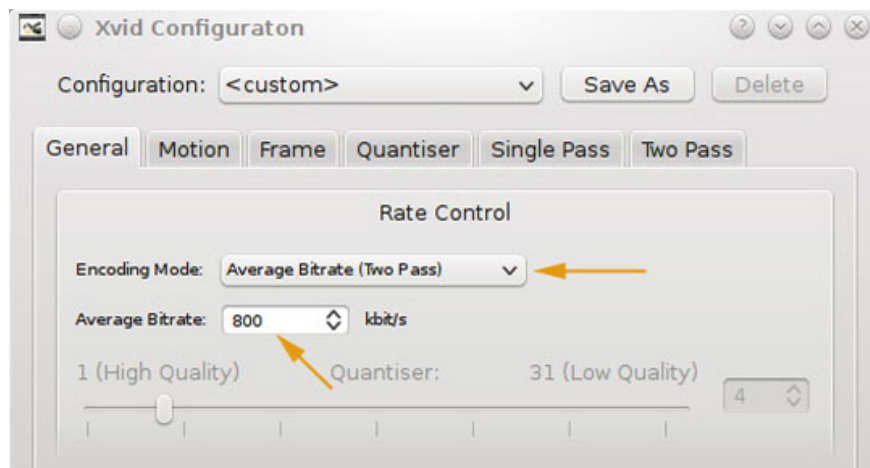 Xvid Configuraton
Configuration: <custom> Save As Delete
General Motion Frame Quantiser Single Pass Two Pass
Rate Control
Encoding Mode: Average Bitrate (Two Pass)
Average Bitrate: 800 kbit/s
1 (High Quality) Quantiser: 31 (Low Quality)
4